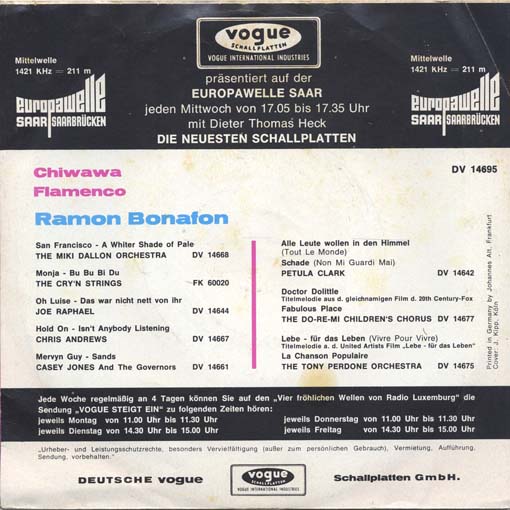 vogue
SCHALLPLATTEN
VOGUE INTERNATIONAL INDUSTRIES
Mittelwelle
1421 KHz = 211 m
europawelle
SAAR SAARBRÜCKEN
präsentiert auf der
EUROPAWELLE SAAR
jeden Mittwoch von 17.05 bis 17.35 Uhr
mit Dieter Thomas Heck
DIE NEUESTEN SCHALLPLATTEN
Mittelwelle
1421 KHz = 211 m
europawelle
SAAR SAARBRÜCKEN
Chiwawa
Flamenco
DV 14695
Ramon Bonafon
San Francisco - A Whiter Shade of Pale
THE MIKI DALLON ORCHESTRA DV 14668
Monja - Bu Bu Bi Du
THE CRY'N STRINGS FK 60020
Oh Luise - Das war nicht nett von ihr
JOE RAPHAEL DV 14644
Hold On - Isn't Anybody Listening
CHRIS ANDREWS DV 14667
Mervyn Guy - Sands
CASEY JONES And the Governors DV 14661
Alle Leute wollen in den Himmel
(Tout Le Monde)
Schade (Non Mi Guardi Mai)
PETULA CLARK DV 14642
Doctor Dolittle
Titelmelodie aus d. gleichnamigen Film d. 20th Century-Fox
Fabulous Place
THE DO-RE-MI CHILDREN'S CHORUS DV 14677
Lebe - für das Leben (Vivre Pour Vivre)
Titelmelodie a. d. United Artists Film „Lebe - für das Leben"
La Chanson Populaire
THE TONY PERDONE ORCHESTRA DV 14675
Printed in Germany by Johannes Alt, Frankfurt
Cover J. Kipp, Köln
Jede Woche regelmäßig an 4 Tagen können Sie auf den „Vier fröhlichen Wellen von Radio Luxemburg" die
Sendung „VOGUE STEIGT EIN" zu folgenden Zeiten hören:
jeweils Montag von 11.00 Uhr bis 11.30 Uhr jeweils Donnerstag von 11.00 Uhr bis 11.30 Uhr
jeweils Dienstag von 14.30 Uhr bis 15.00 Uhr jeweils Freitag von 14.30 Uhr bis 15.00 Uhr
„Urheber- und Leistungsschutzrechte, besonders Vervielfältigung (außer zum persönlichen Gebrauch), Vermietung, Aufführung,
Sendung, vorbehalten."
DEUTSCHE vogue
vogue
SCHALLPLATTEN
VOGUE INTERNATIONAL INDUSTRIES
Schallplatten GmbH.